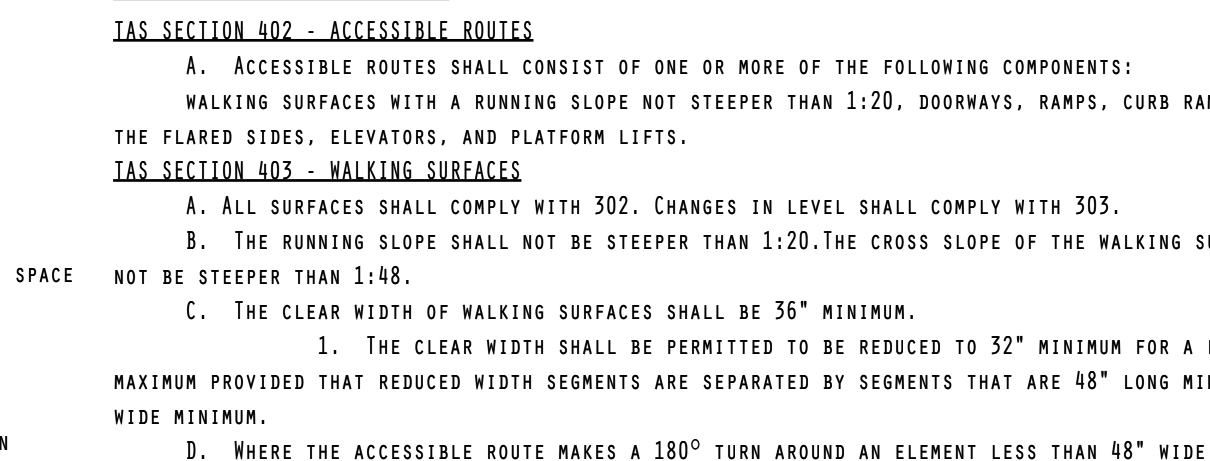 TAS SECTION 402 - ACCESSIBLE ROUTES
A. ACCESSIBLE ROUTES SHALL CONSIST OF ONE OR MORE OF THE FOLLOWING COMPONENTS:
WALKING SURFACES WITH A RUNNING SLOPE NOT STEEPER THAN 1:20, DOORWAYS, RAMPS, CURB
THE FLARED SIDES, ELEVATORS, AND PLATFORM LIFTS.
TAS SECTION 403 - WALKING SURFACES
A. ALL SURFACES SHALL COMPLY WITH 302. CHANGES IN LEVEL SHALL COMPLY WITH 303.
B. THE RUNNING SLOPE SHALL NOT BE STEEPER THAN 1:20.THE CROSS SLOPE OF THE WALKING
SPACE NOT BE STEEPER THAN 1:48.
C. THE CLEAR WIDTH OF WALKING SURFACES SHALL BE 36" MINIMUM.
1. THE CLEAR WIDTH SHALL BE PERMITTED TO BE REDUCED TO 32" MINIMUM FOR A
MAXIMUM PROVIDED THAT REDUCED WIDTH SEGMENTS ARE SEPARATED BY SEGMENTS THAT ARE 48" LONG
WIDE MINIMUM.
D. WHERE THE ACCESSIBLE ROUTE MAKES A 180° TURN AROUND AN ELEMENT LESS THAN 48" WIDE